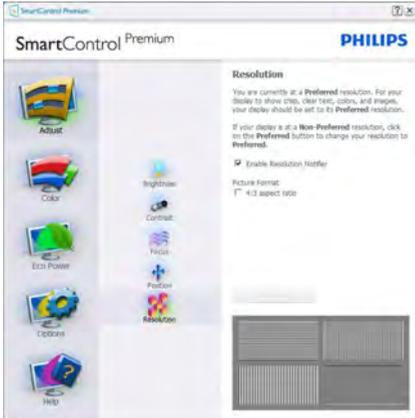 SmartControl Premium
SmartControl Premium
PHILIPS
Adjust
Color
Eco Power
Options
Help
Brightness
Contrast
Focus
Position
Resolution
Resolution
You are currently at a Preferred resolution. For your
display to show crisp, clear text, colors, and images,
your display should be set to its Preferred resolution.
If your display is at a Non-Preferred resolution, click
on the Preferred button to change your resolution to
Preferred.
Enable Resolution Notifier
Picture Format
4:3 aspect ratio